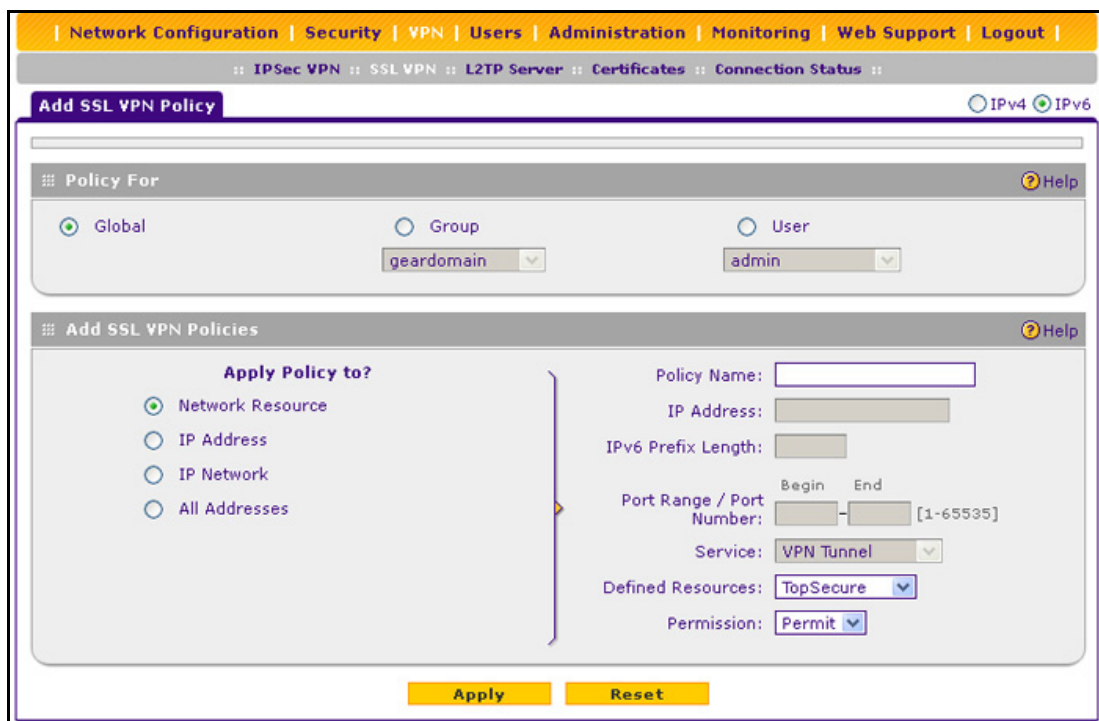 | Network Configuration | Security | VPN | Users | Administration | Monitoring | Web Support | Logout |
:: IPSec VPN :: SSL VPN :: L2TP Server :: Certificates :: Connection Status ::
Add SSL VPN Policy
IPv4 IPv6
Policy For
? Help
Global
Group
User
geardomain
admin
Add SSL VPN Policies
? Help
Apply Policy to?
Network Resource
IP Address
IP Network
All Addresses
Policy Name:
IP Address:
IPv6 Prefix Length:
Begin End
Port Range / Port
Number:
- [1-65535]
Service: VPN Tunnel
Defined Resources: TopSecure
Permission: Permit
Apply
Reset